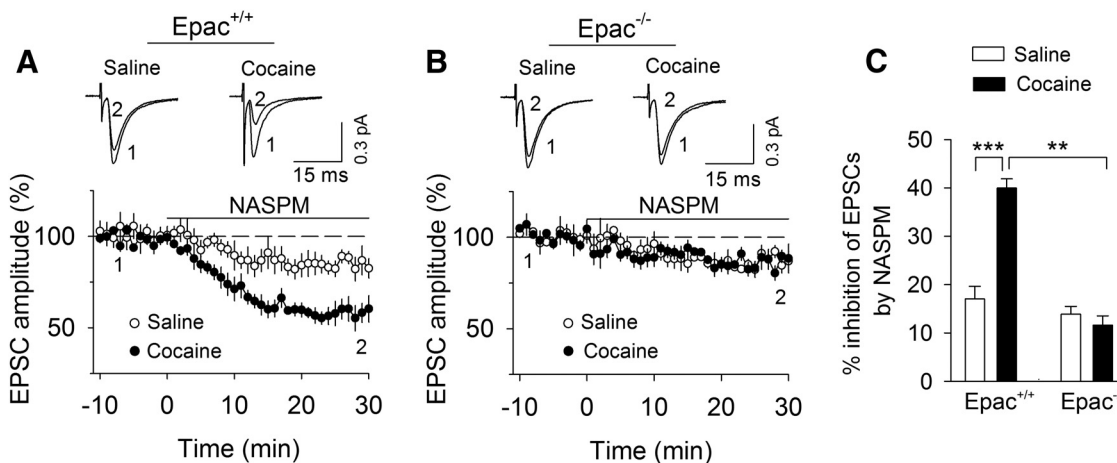 A
Epac+/+
Saline
Cocaine
2
1
2
1
15 ms
0.3 pA
EPSC amplitude (%)
100
50
NASPM
1
2
Saline
Cocaine
-10 0 10 20 30
Time (min)
B
Epac-/-
Saline
Cocaine
2
1
2
1
15 ms
0.3 pA
EPSC amplitude (%)
100
50
NASPM
1
2
Saline
Cocaine
-10 0 10 20 30
Time (min)
C
Saline
Cocaine
% inhibition of EPSCs
by NASPM
50
40
30
20
10
0
*** **
Epac+/+ Epac-